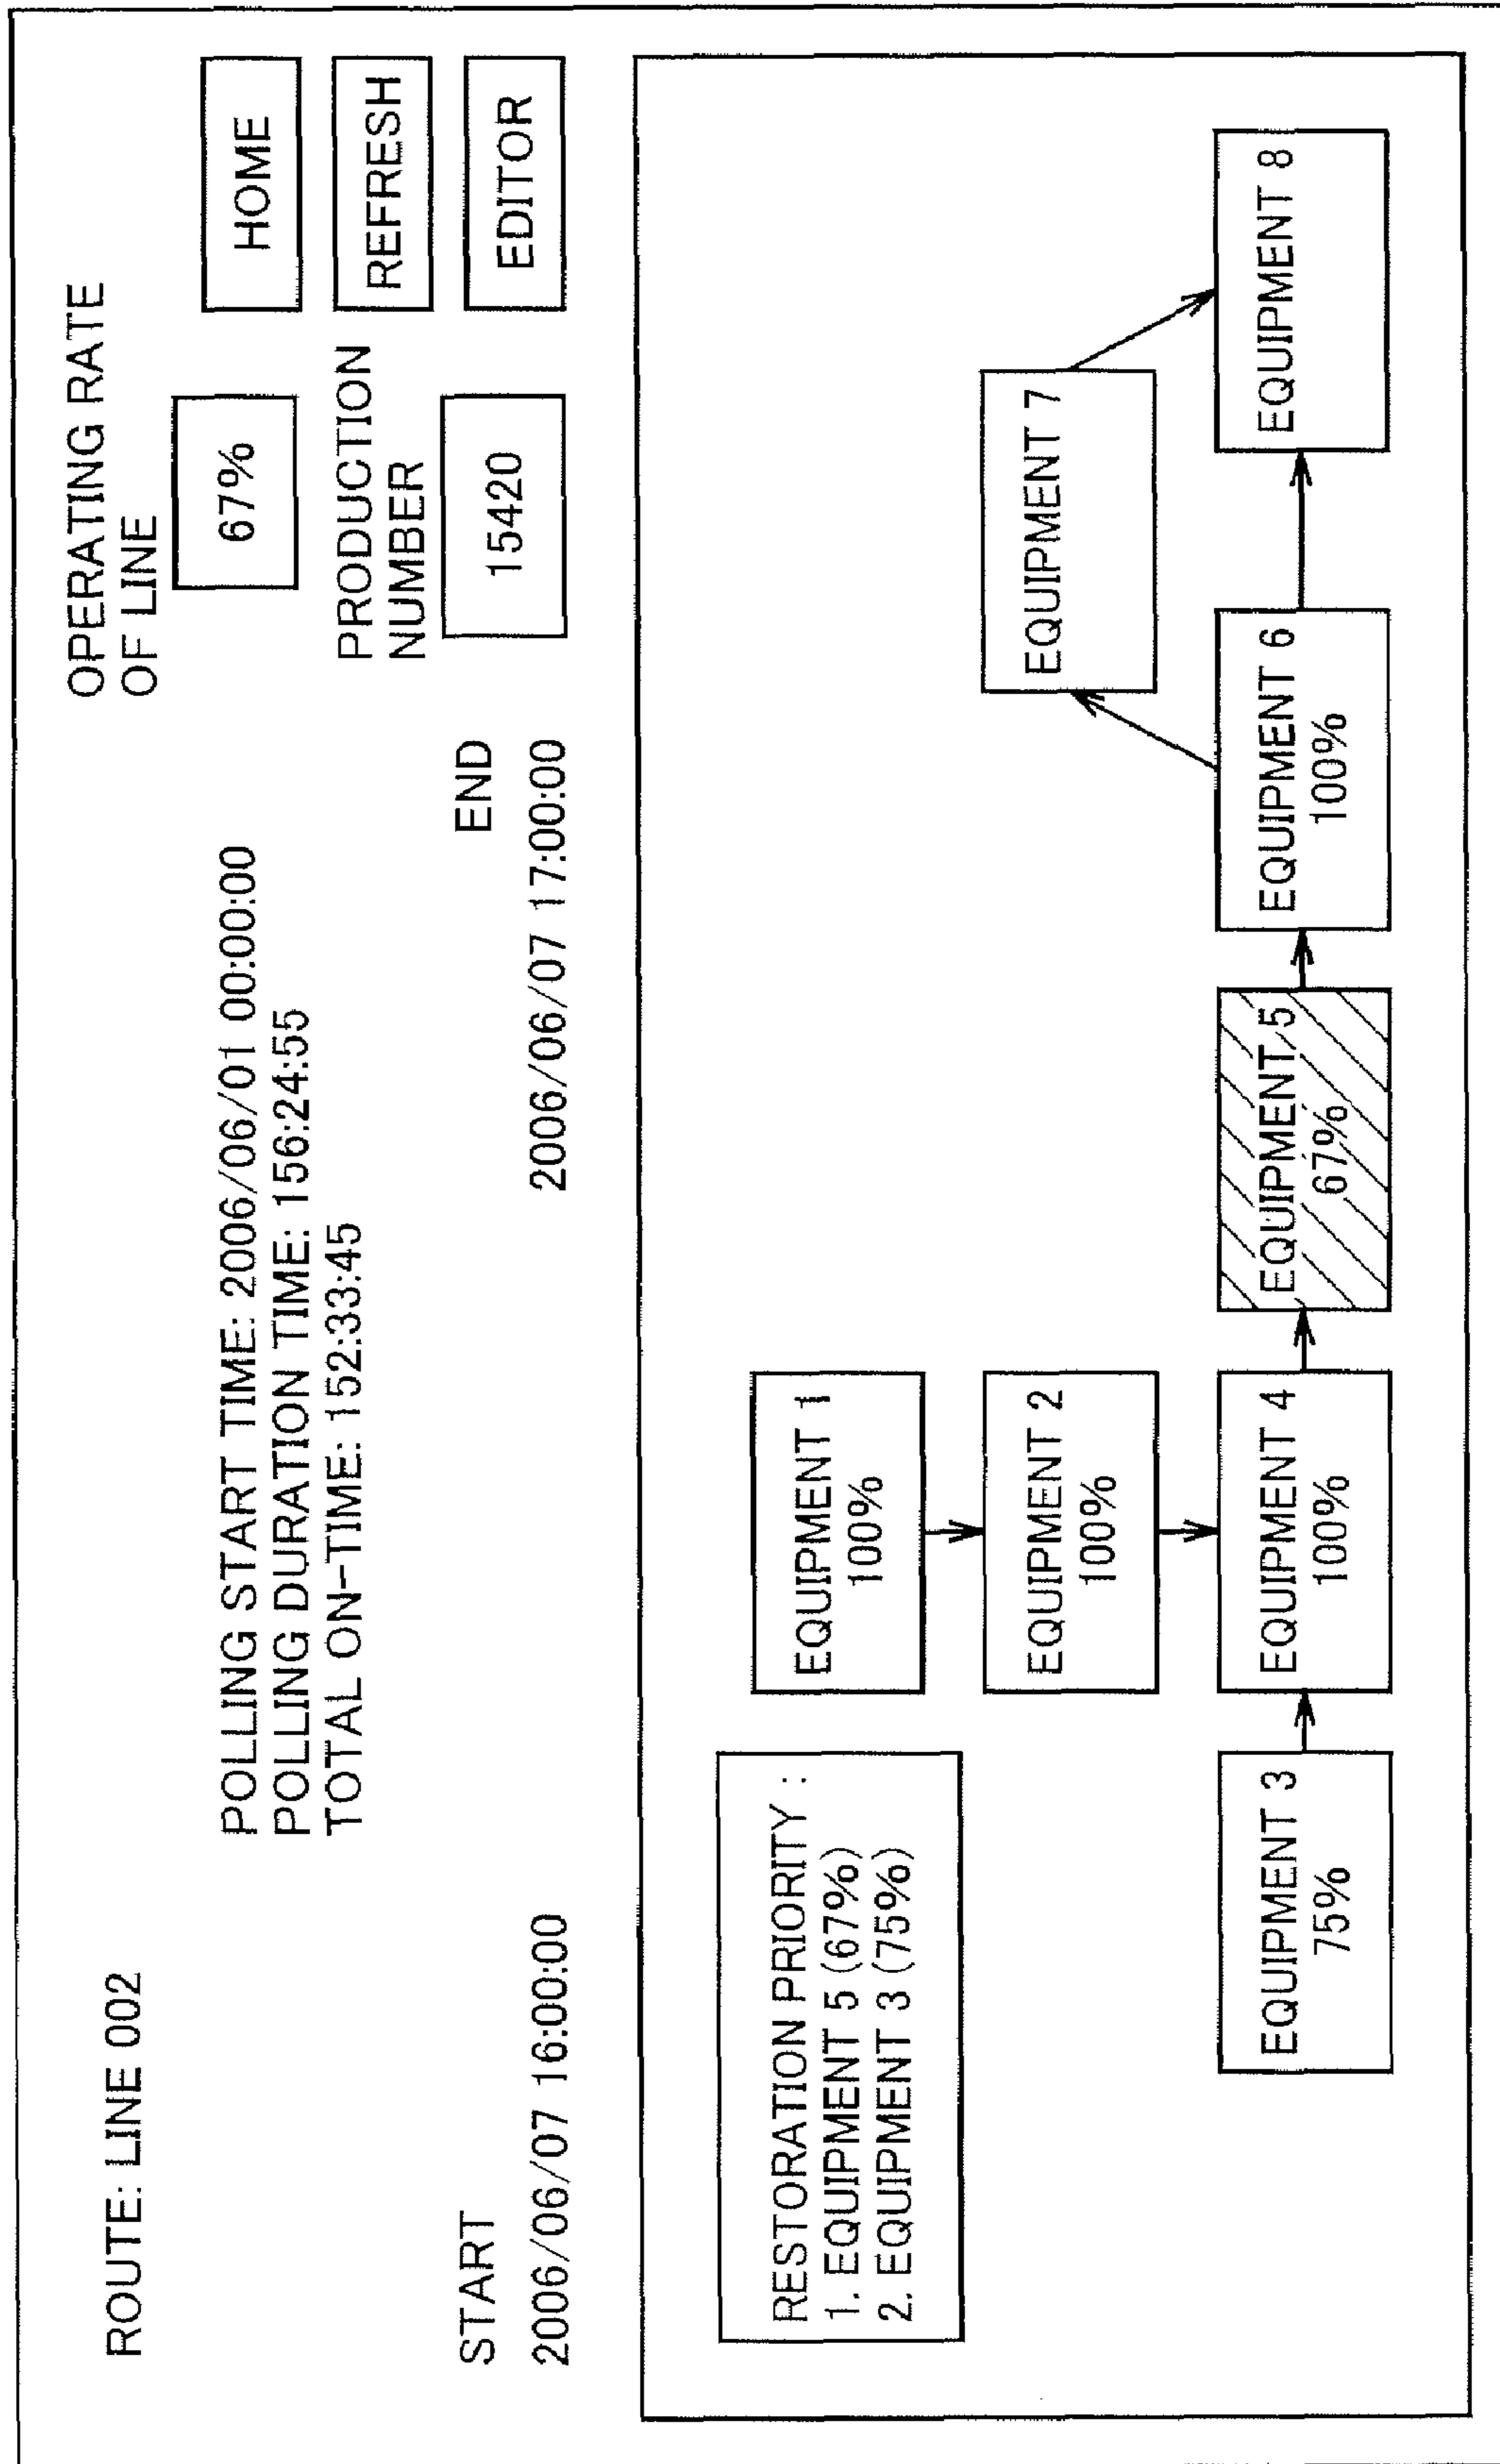 ROUTE: LINE 002
OPERATING RATE
OF LINE
67%
HOME
POLLING START TIME: 2006/06/01 00:00:00
POLLING DURATION TIME: 156:24:55
TOTAL ON-TIME: 152:33:45
PRODUCTION
NUMBER
15420
REFRESH
EDITOR
START
2006/06/07 16:00:00
END
2006/06/07 17:00:00
RESTORATION PRIORITY :
1. EQUIPMENT 5 (67%)
2. EQUIPMENT 3 (75%)
EQUIPMENT 1
100%
EQUIPMENT 2
100%
EQUIPMENT 7
EQUIPMENT 3
75%
EQUIPMENT 4
100%
EQUIPMENT 5
67%
EQUIPMENT 6
100%
EQUIPMENT 8